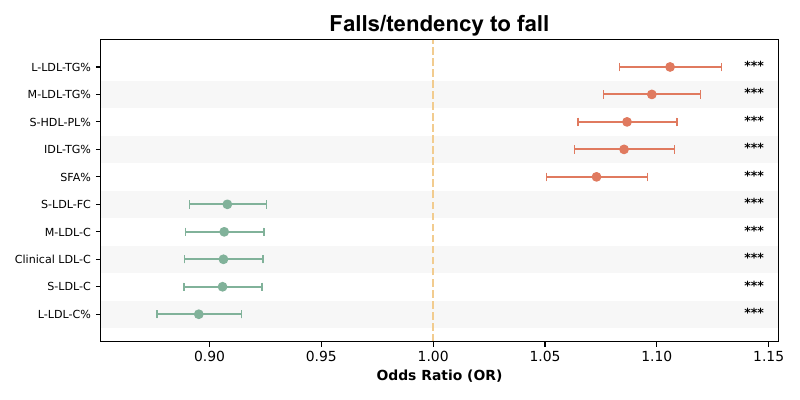 Falls/tendency to fall
L-LDL-TG% ***
M-LDL-TG% ***
S-HDL-PL% ***
IDL-TG% ***
SFA% ***
S-LDL-FC ***
M-LDL-C ***
Clinical LDL-C ***
S-LDL-C ***
L-LDL-C% ***
0.90 0.95 1.00 1.05 1.10 1.15
Odds Ratio (OR)